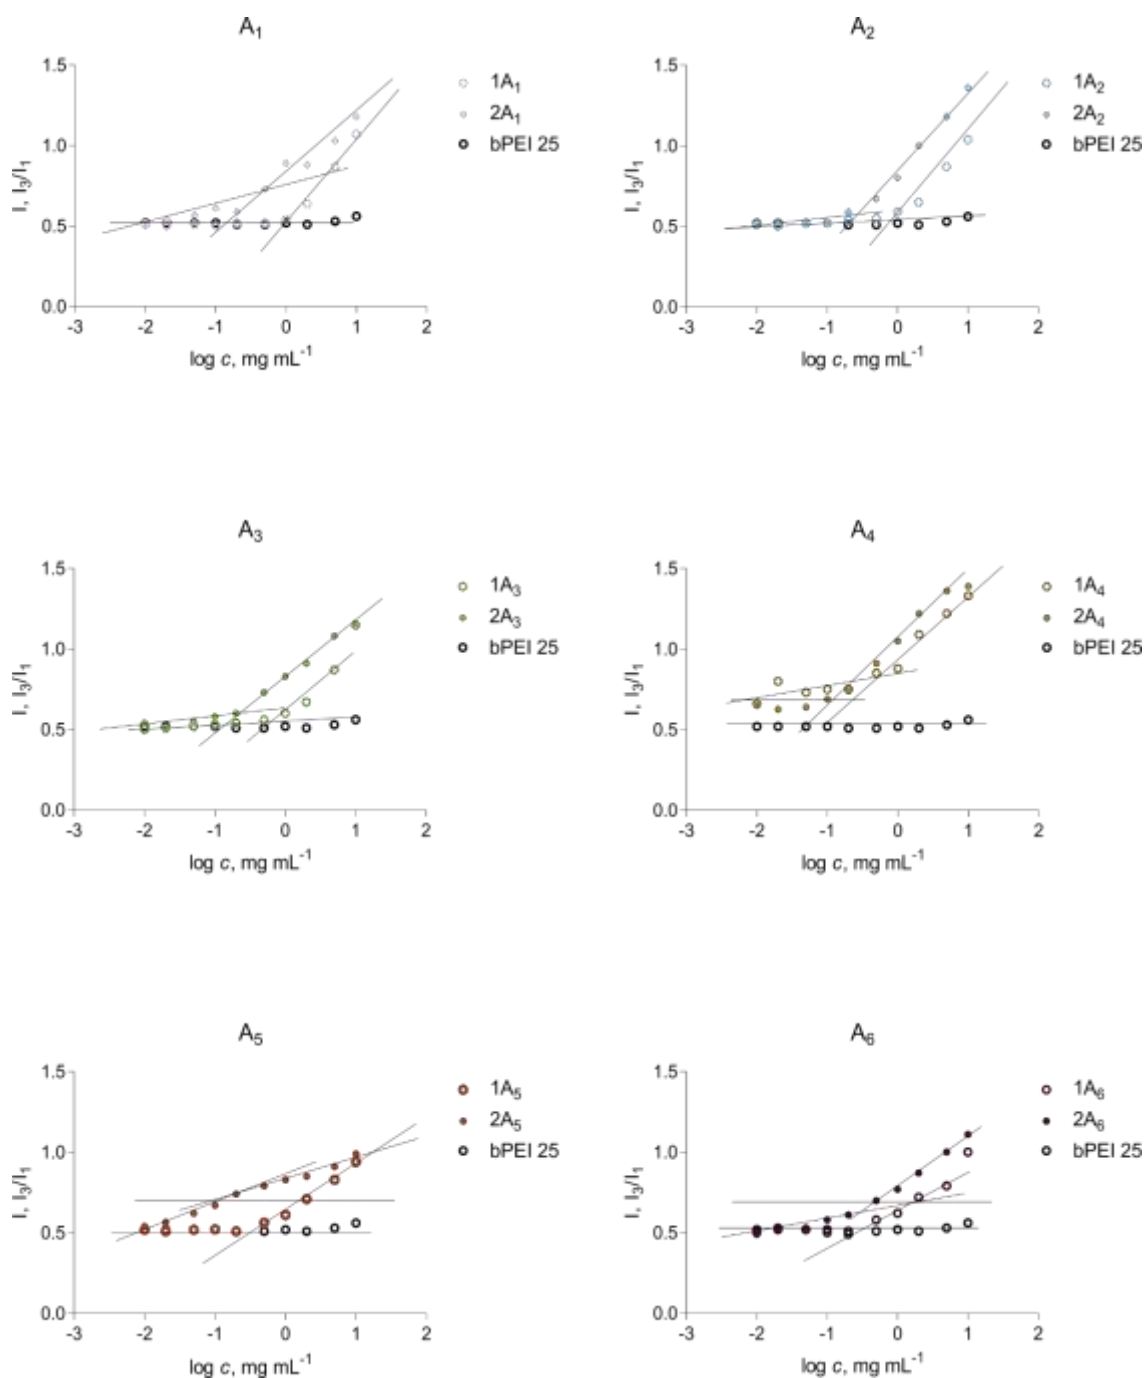 A₁
1.5
1.0
0.5
0.0
I, I₃/I₁
-3 -2 -1 0 1 2
log c, mg mL⁻¹
1A₁
2A₁
bPEI 25
A₂
1.5
1.0
0.5
0.0
I, I₃/I₁
-3 -2 -1 0 1 2
log c, mg mL⁻¹
1A₂
2A₂
bPEI 25
A₃
1.5
1.0
0.5
0.0
I, I₃/I₁
-3 -2 -1 0 1 2
log c, mg mL⁻¹
1A₃
2A₃
bPEI 25
A₄
1.5
1.0
0.5
0.0
I, I₃/I₁
-3 -2 -1 0 1 2
log c, mg mL⁻¹
1A₄
2A₄
bPEI 25
A₅
1.5
1.0
0.5
0.0
I, I₃/I₁
-3 -2 -1 0 1 2
log c, mg mL⁻¹
1A₅
2A₅
bPEI 25
A₆
1.5
1.0
0.5
0.0
I, I₃/I₁
-3 -2 -1 0 1 2
log c, mg mL⁻¹
1A₆
2A₆
bPEI 25